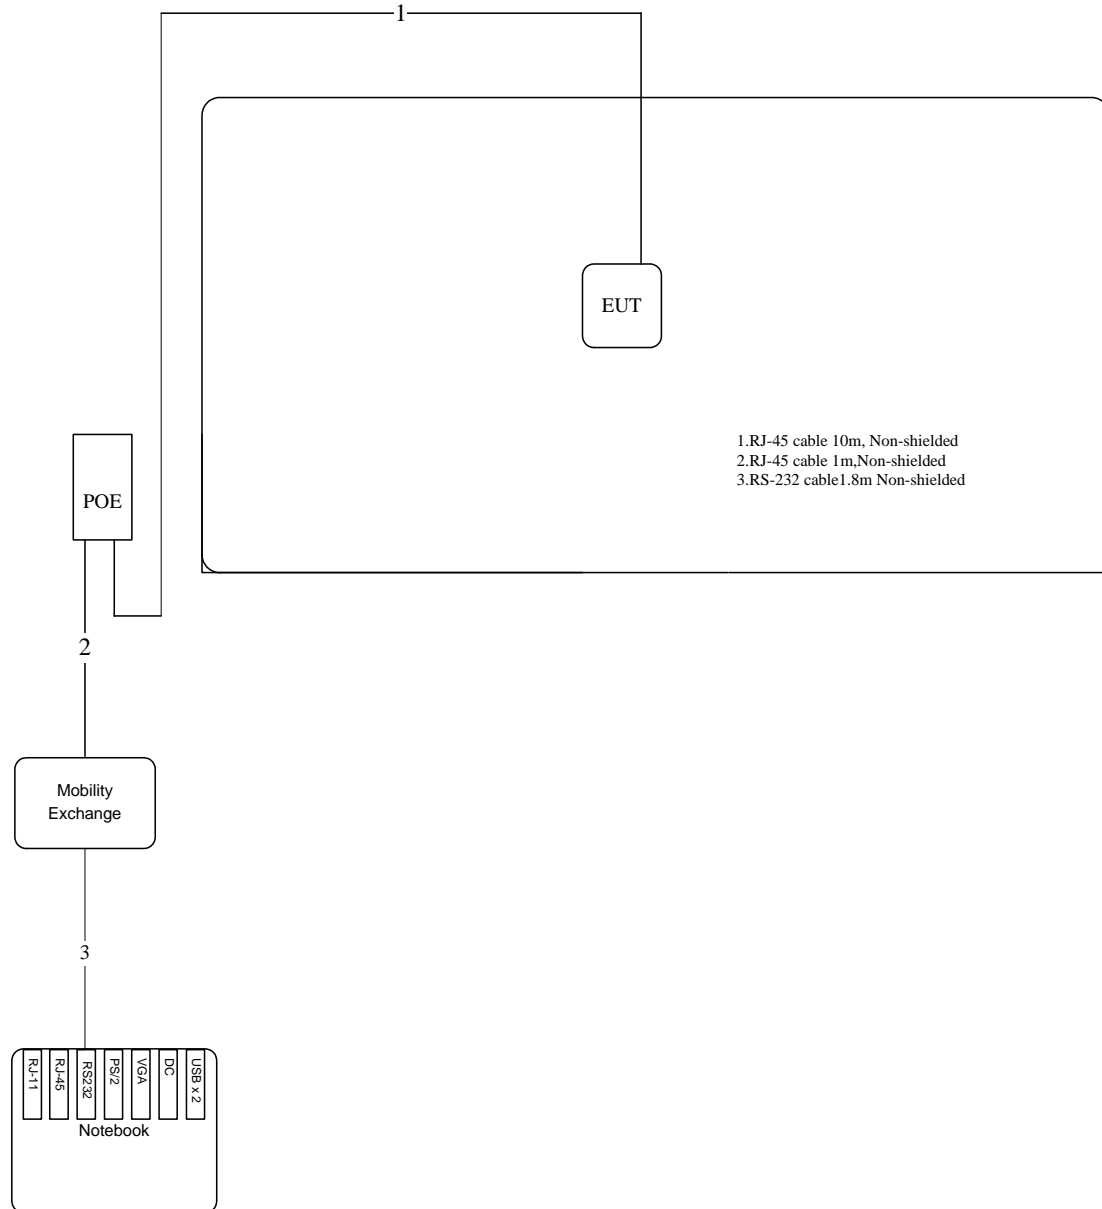 1
EUT
1.RJ-45 cable 10m, Non-shielded
2.RJ-45 cable 1m,Non-shielded
3.RS-232 cable1.8m Non-shielded
POE
2
Mobility
Exchange
3
RJ-11
RJ-45
RS232
PS/2
VGA
DC
USB x 2
Notebook